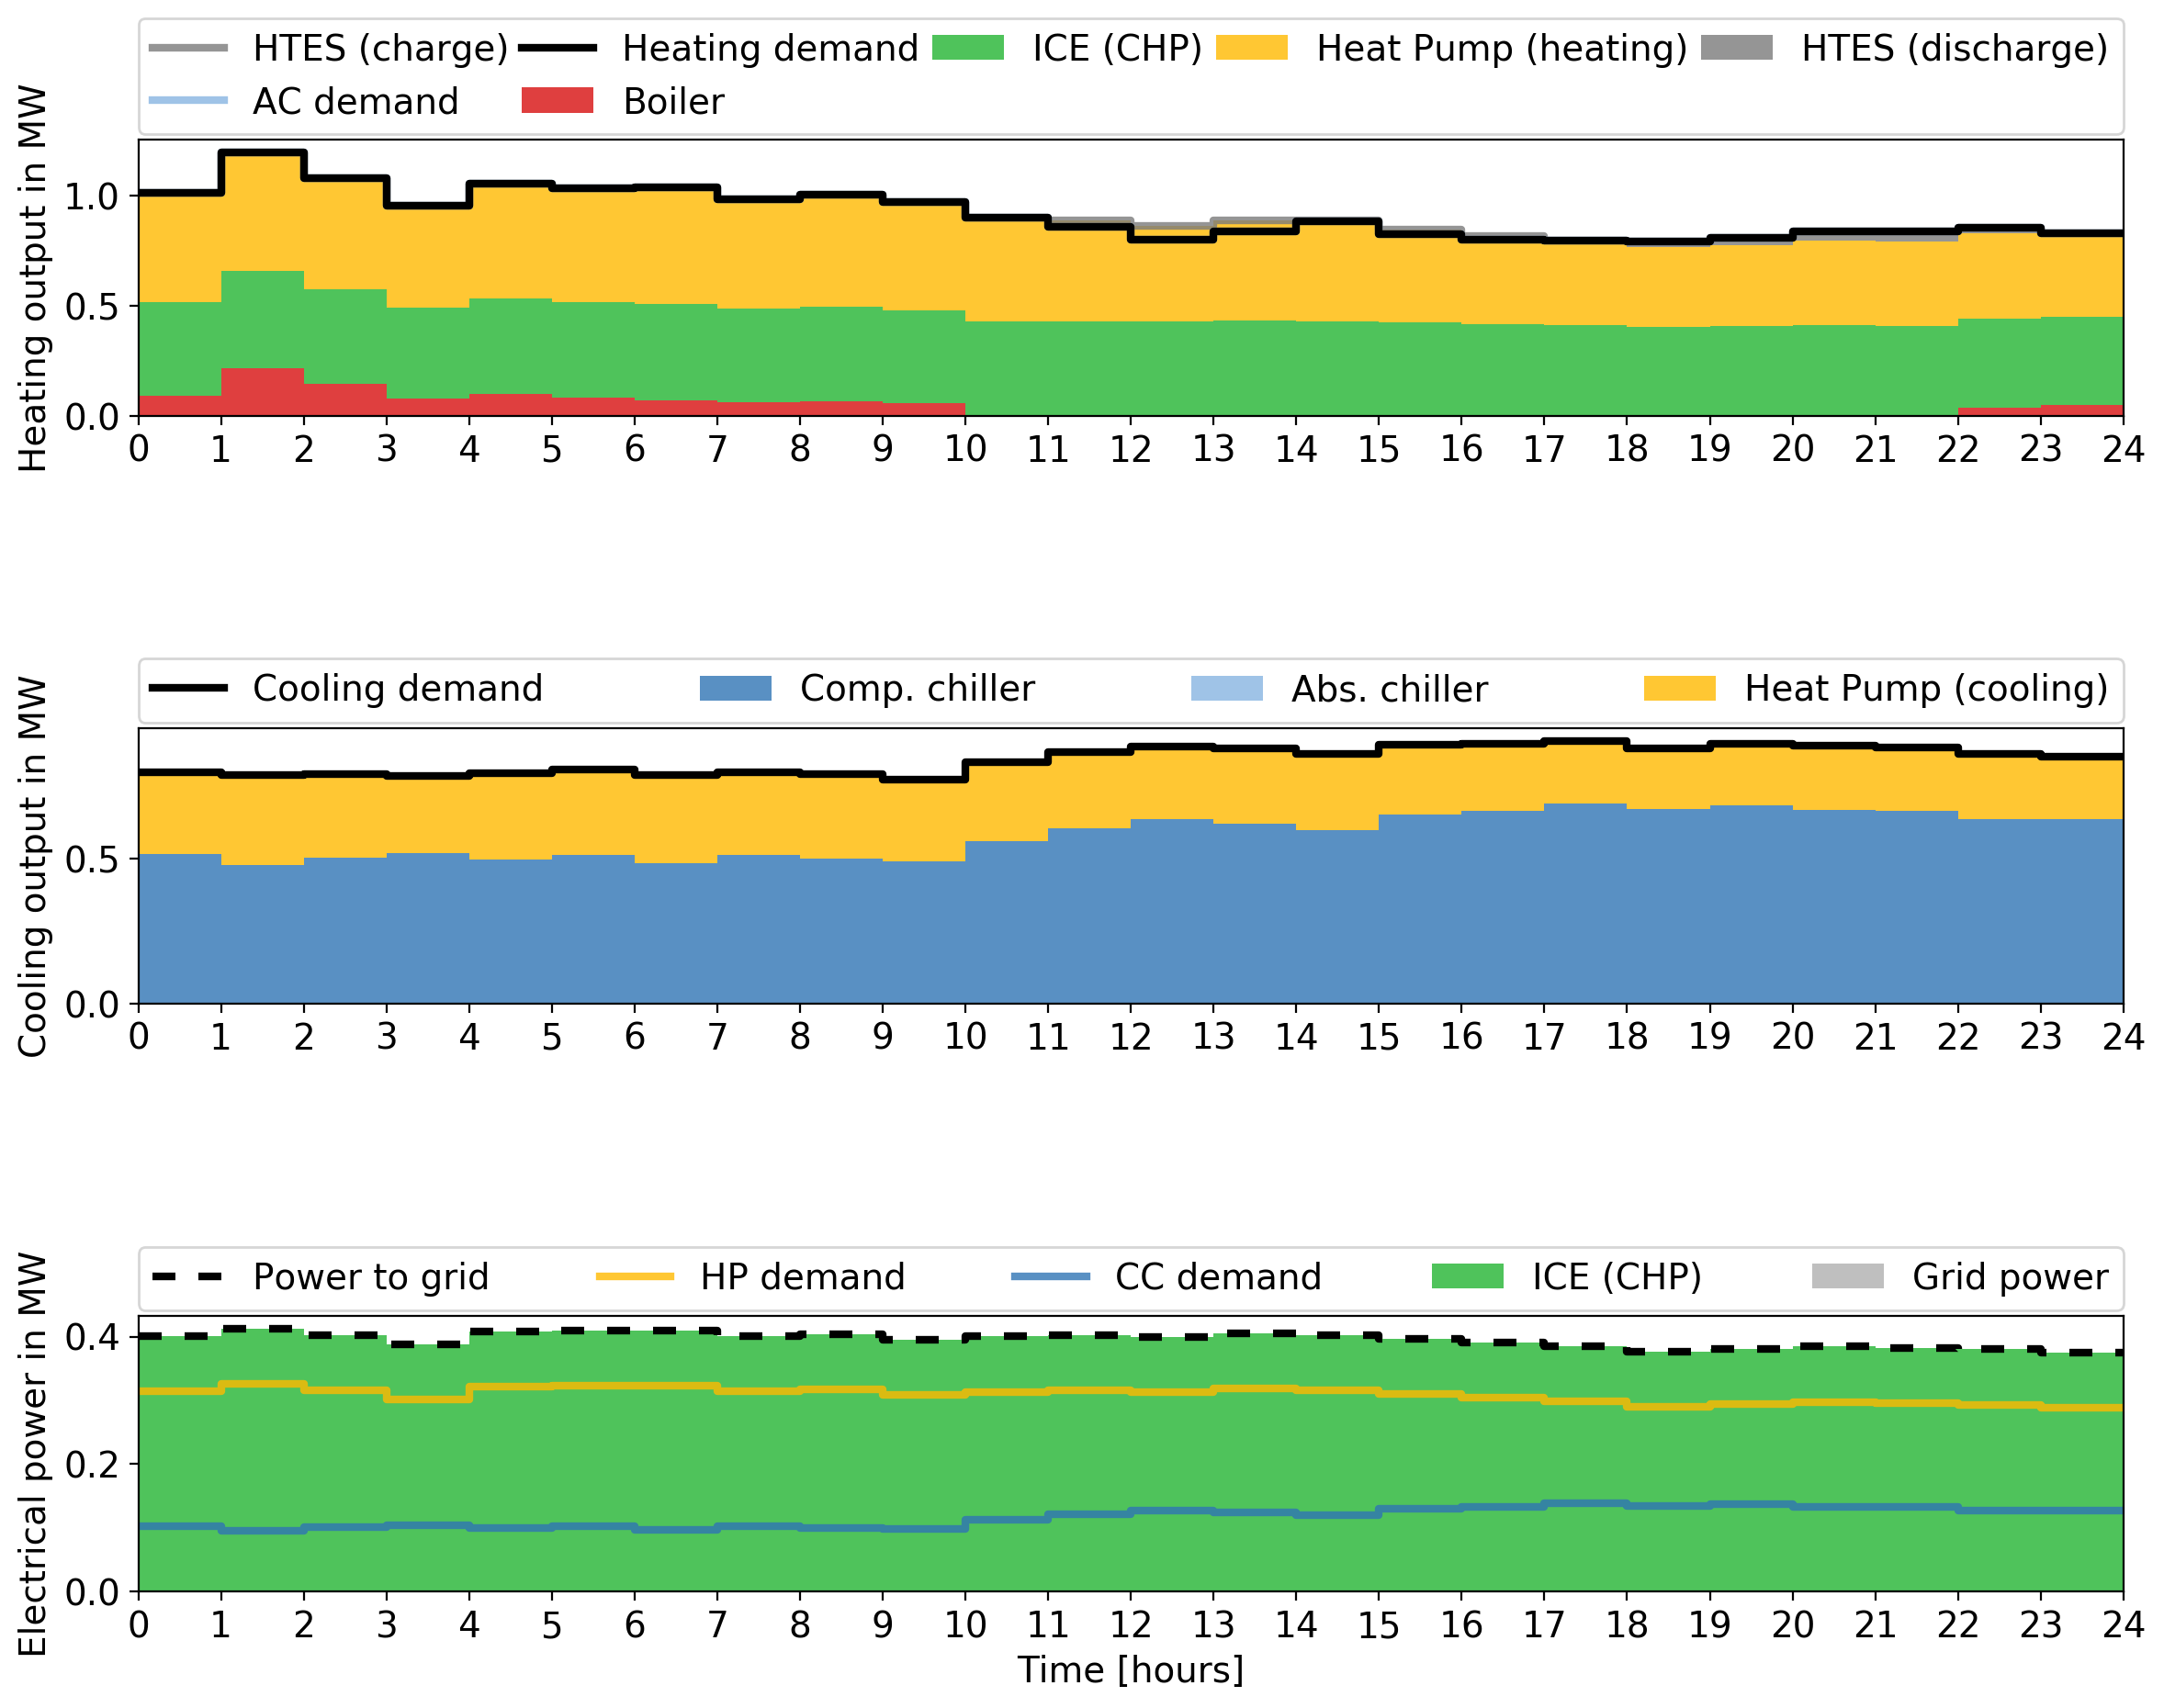 HTES (charge) Heating demand ICE (CHP) Heat Pump (heating) HTES (discharge)
AC demand Boiler
Heating output in MW
1.0
0.5
0.0
0 1 2 3 4 5 6 7 8 9 10 11 12 13 14 15 16 17 18 19 20 21 22 23 24
Cooling demand Comp. chiller Abs. chiller Heat Pump (cooling)
Cooling output in MW
0.5
0.0
0 1 2 3 4 5 6 7 8 9 10 11 12 13 14 15 16 17 18 19 20 21 22 23 24
Power to grid HP demand CC demand ICE (CHP) Grid power
Electrical power in MW
0.4
0.2
0.0
0 1 2 3 4 5 6 7 8 9 10 11 12 13 14 15 16 17 18 19 20 21 22 23 24
Time [hours]